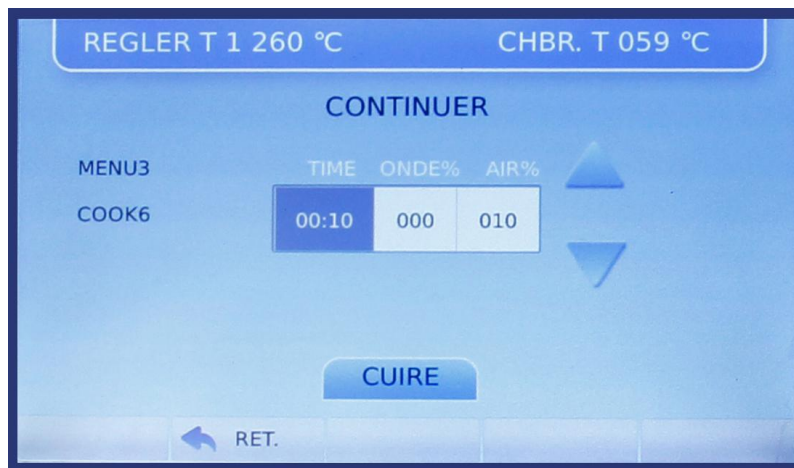 REGLER T 1 260 °C CHBR. T 059 °C
CONTINUER
MENU3 TIME ONDE% AIR%
COOK6 00:10 000 010
CUIRE
RET.